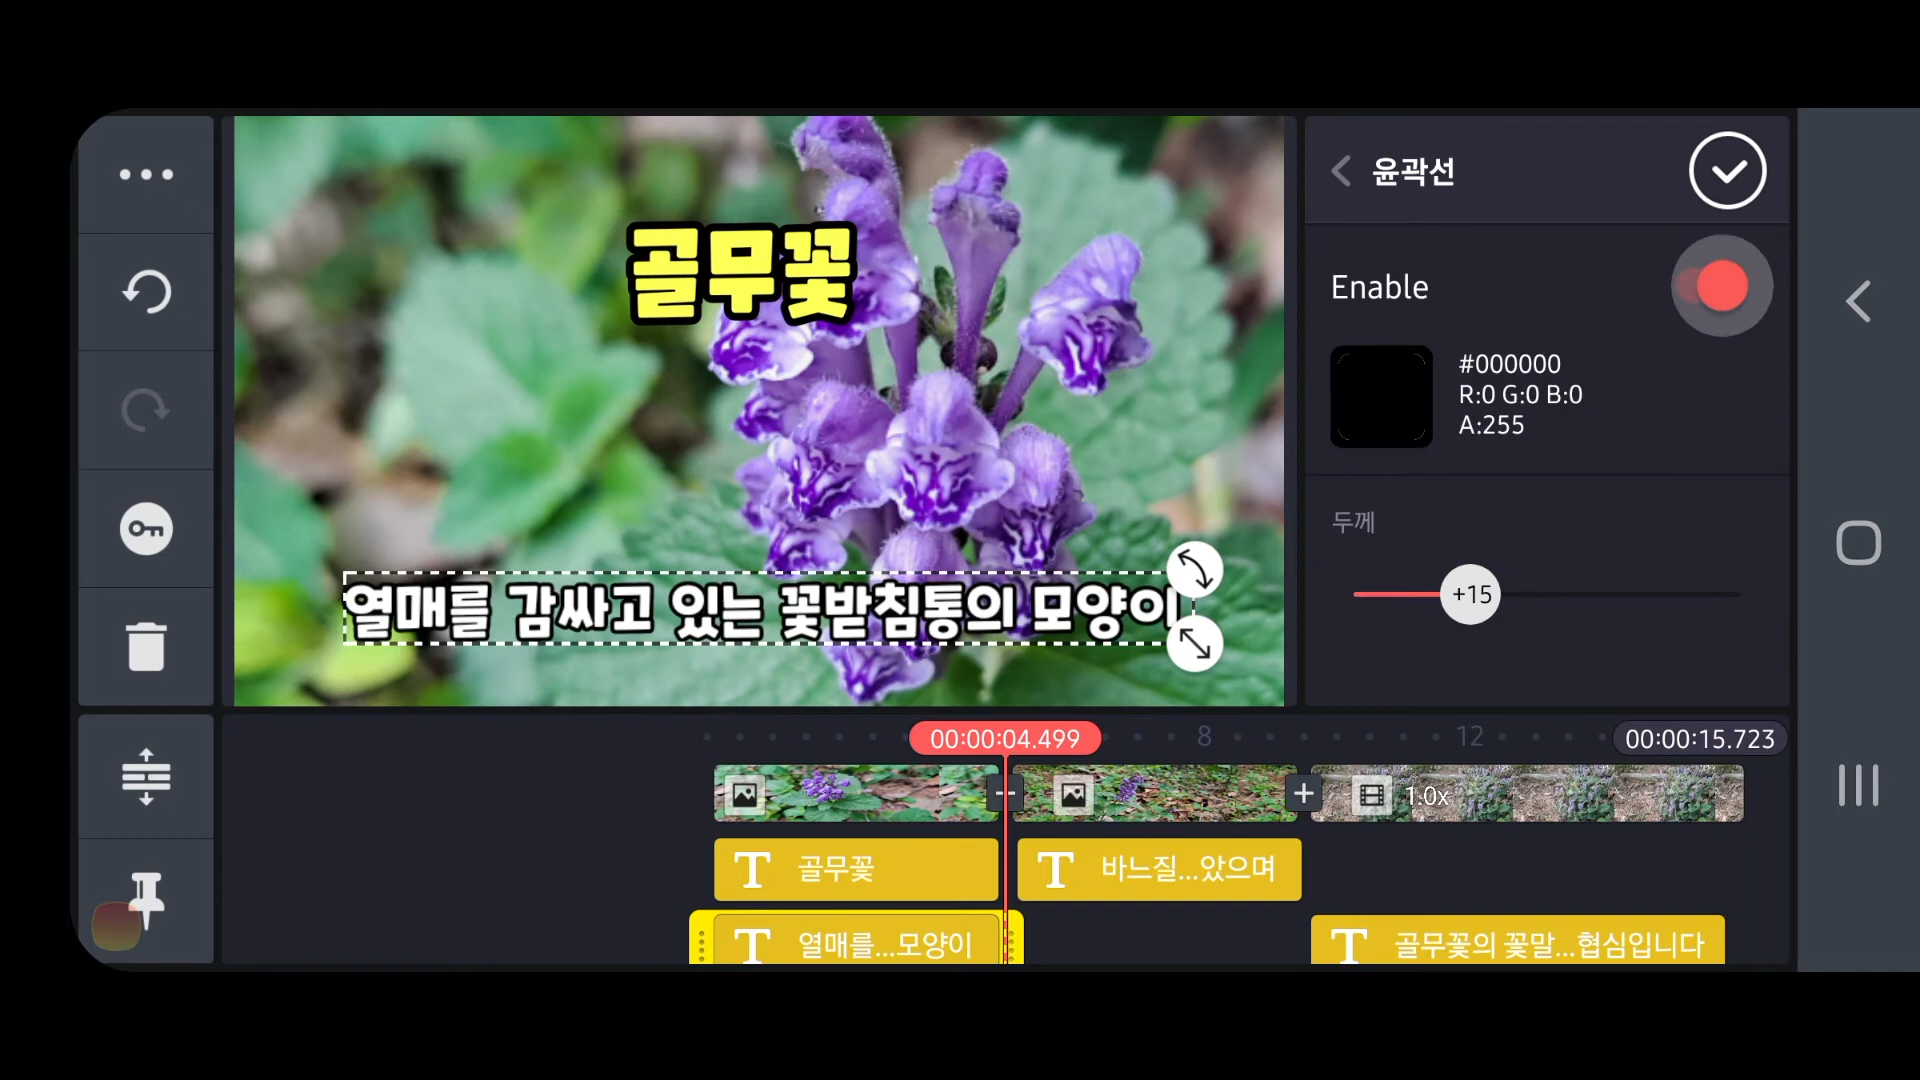 윤곽선
Enable
#000000
R:0 G:0 B:0
A:255
두께
+15
골무꽃
열매를 감싸고 있는 꽃받침통의 모양이
00:00:04.499
8
12
00:00:15.723
1.0x
T 골무꽃
T 바느질...았으며
T 열매를...모양이
T 골무꽃의 꽃말...협심입니다